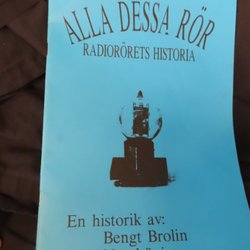 ALLA DESSA RÖR
RADIORÖRETS HISTORIA
En historik av:
Bengt Brolin